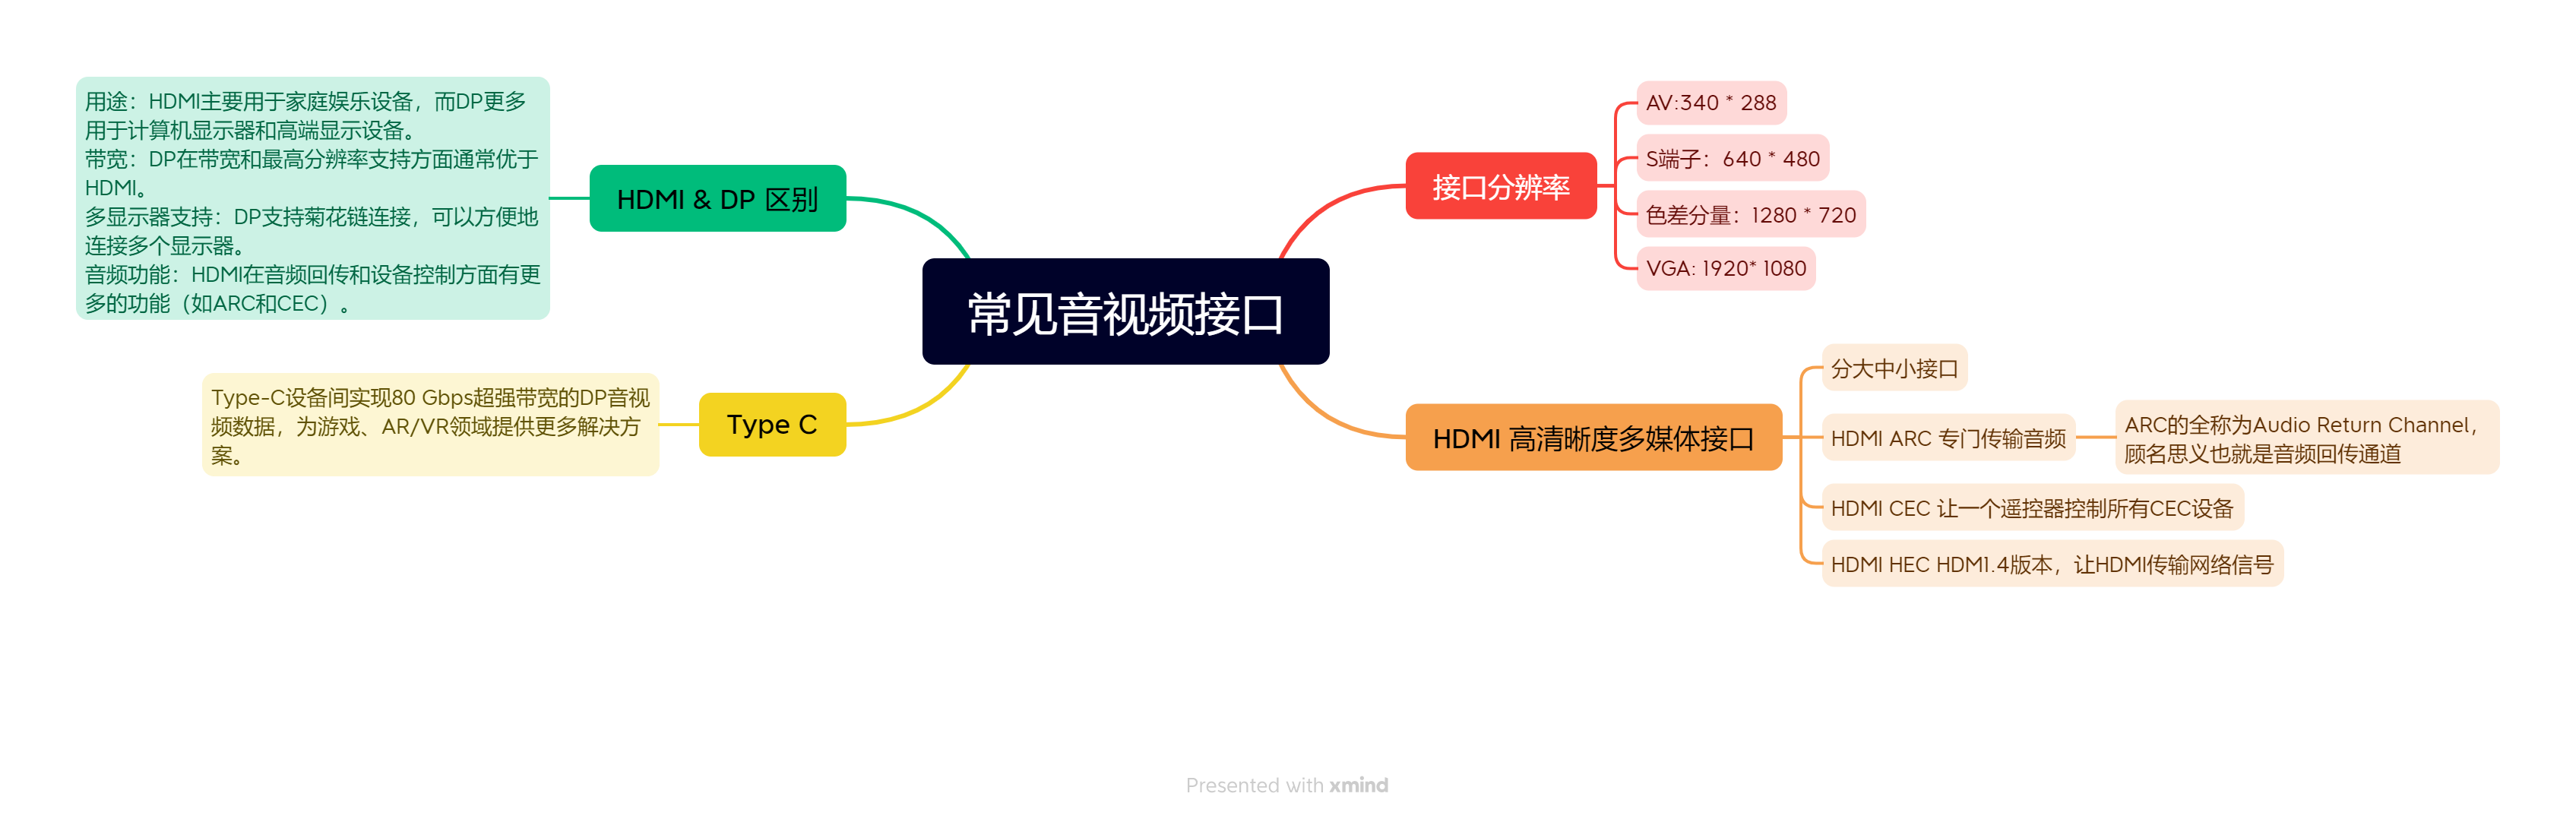 常见音视频接口
接口分辨率
AV:340 * 288
S端子：640 * 480
色差分量：1280 * 720
VGA: 1920* 1080
HDMI 高清晰度多媒体接口
分大中小接口
HDMI ARC 专门传输音频
ARC的全称为Audio Return Channel，
顾名思义也就是音频回传通道
HDMI CEC 让一个遥控器控制所有CEC设备
HDMI HEC HDM1.4版本，让HDMI传输网络信号
HDMI & DP 区别
用途：HDMI主要用于家庭娱乐设备，而DP更多
用于计算机显示器和高端显示设备。
带宽：DP在带宽和最高分辨率支持方面通常优于
HDMI。
多显示器支持：DP支持菊花链连接，可以方便地
连接多个显示器。
音频功能：HDMI在音频回传和设备控制方面有更
多的功能（如ARC和CEC）。
Type C
Type-C设备间实现80 Gbps超强带宽的DP音视
频数据，为游戏、AR/VR领域提供更多解决方
案。
Presented with xmind